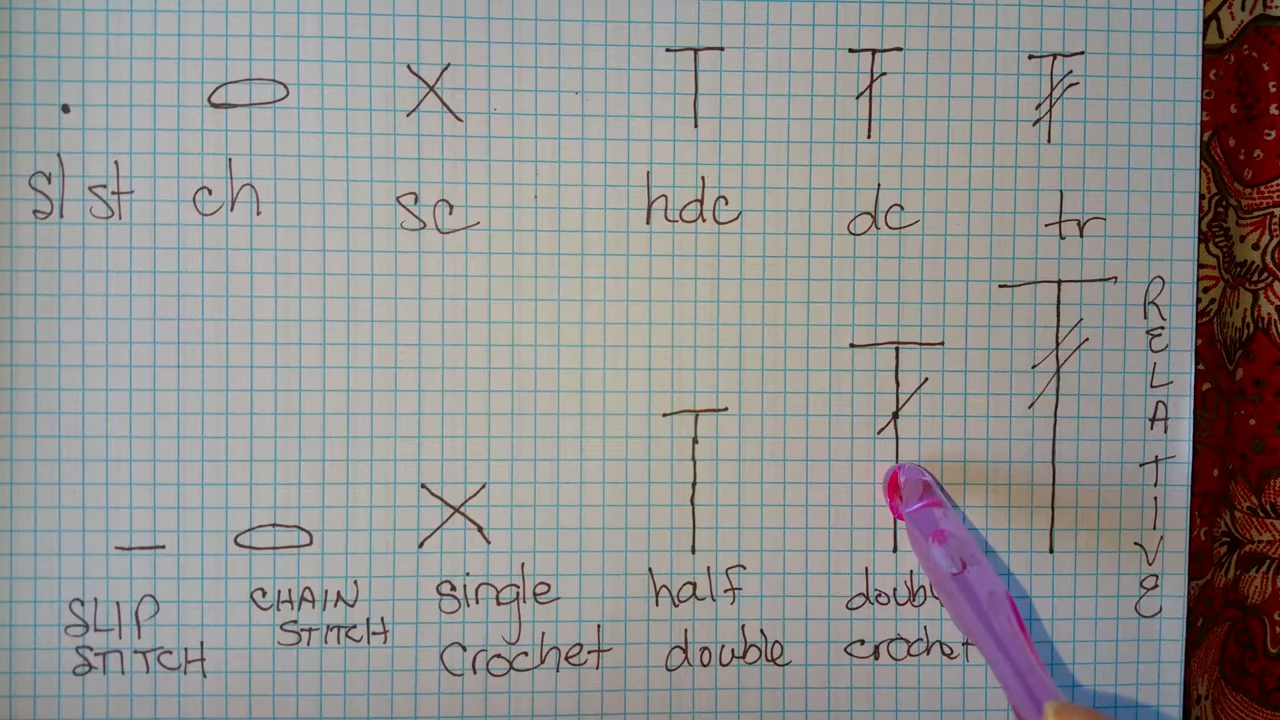 sl st ch sc hdc dc tr
RELATIVE
SLIP CHAIN single half
STITCH STITCH crochet double crochet